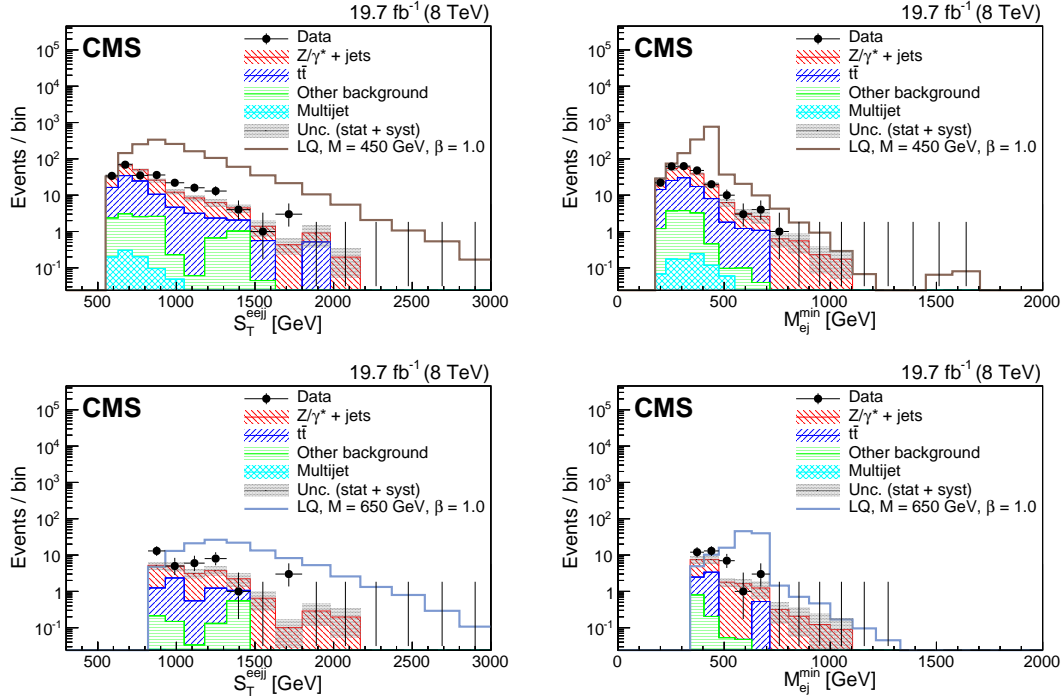 19.7 fb⁻¹ (8 TeV)
CMS
Data
Z/γ* + jets
tt̄
Other background
Multijet
Unc. (stat + syst)
LQ, M = 450 GeV, β = 1.0
Events / bin
10⁵
10⁴
10³
10²
10
1
10⁻¹
500 1000 1500 2000 2500 3000
S_T^eejj [GeV]
19.7 fb⁻¹ (8 TeV)
CMS
Data
Z/γ* + jets
tt̄
Other background
Multijet
Unc. (stat + syst)
LQ, M = 450 GeV, β = 1.0
Events / bin
10⁵
10⁴
10³
10²
10
1
10⁻¹
0 500 1000 1500 2000
M_ej^min [GeV]
19.7 fb⁻¹ (8 TeV)
CMS
Data
Z/γ* + jets
tt̄
Other background
Multijet
Unc. (stat + syst)
LQ, M = 650 GeV, β = 1.0
Events / bin
10⁵
10⁴
10³
10²
10
1
10⁻¹
500 1000 1500 2000 2500 3000
S_T^eejj [GeV]
19.7 fb⁻¹ (8 TeV)
CMS
Data
Z/γ* + jets
tt̄
Other background
Multijet
Unc. (stat + syst)
LQ, M = 650 GeV, β = 1.0
Events / bin
10⁵
10⁴
10³
10²
10
1
10⁻¹
0 500 1000 1500 2000
M_ej^min [GeV]